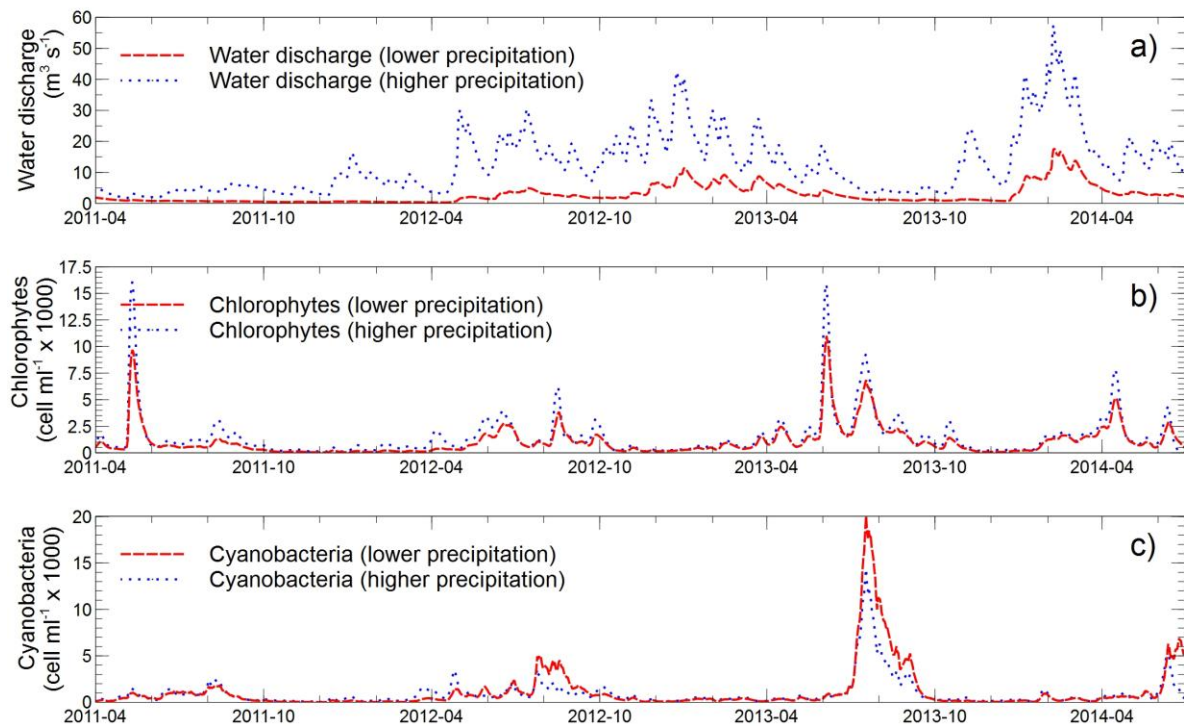 60
50
40
30
20
10
0
Water discharge
(m³ s⁻¹)
Water discharge (lower precipitation)
Water discharge (higher precipitation)
a)
2011-04 2011-10 2012-04 2012-10 2013-04 2013-10 2014-04
17.5
15
12.5
10
7.5
5
2.5
0
Chlorophytes
(cell ml⁻¹ x 1000)
Chlorophytes (lower precipitation)
Chlorophytes (higher precipitation)
b)
2011-04 2011-10 2012-04 2012-10 2013-04 2013-10 2014-04
20
15
10
5
0
Cyanobacteria
(cell ml⁻¹ x 1000)
Cyanobacteria (lower precipitation)
Cyanobacteria (higher precipitation)
c)
2011-04 2011-10 2012-04 2012-10 2013-04 2013-10 2014-04